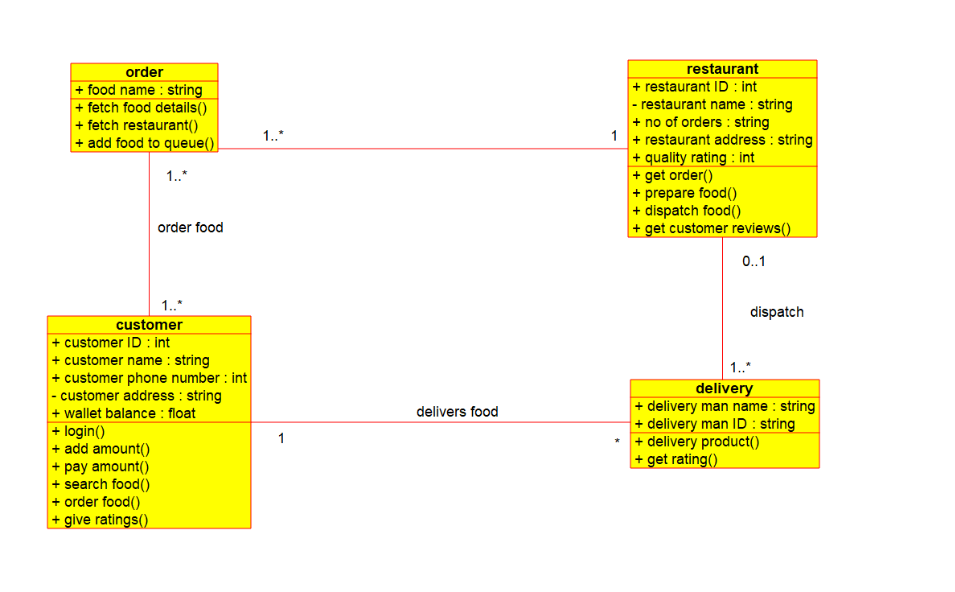 order
+ food name : string
+ fetch food details()
+ fetch restaurant()
+ add food to queue()
restaurant
+ restaurant ID : int
- restaurant name : string
+ no of orders : string
+ restaurant address : string
+ quality rating : int
+ get order()
+ prepare food()
+ dispatch food()
+ get customer reviews()
1..*
1
1..*
order food
1..*
0..1
dispatch
1..*
customer
+ customer ID : int
+ customer name : string
+ customer phone number : int
- customer address : string
+ wallet balance : float
+ login()
+ add amount()
+ pay amount()
+ search food()
+ order food()
+ give ratings()
delivers food
1
*
delivery
+ delivery man name : string
+ delivery man ID : string
+ delivery product()
+ get rating()